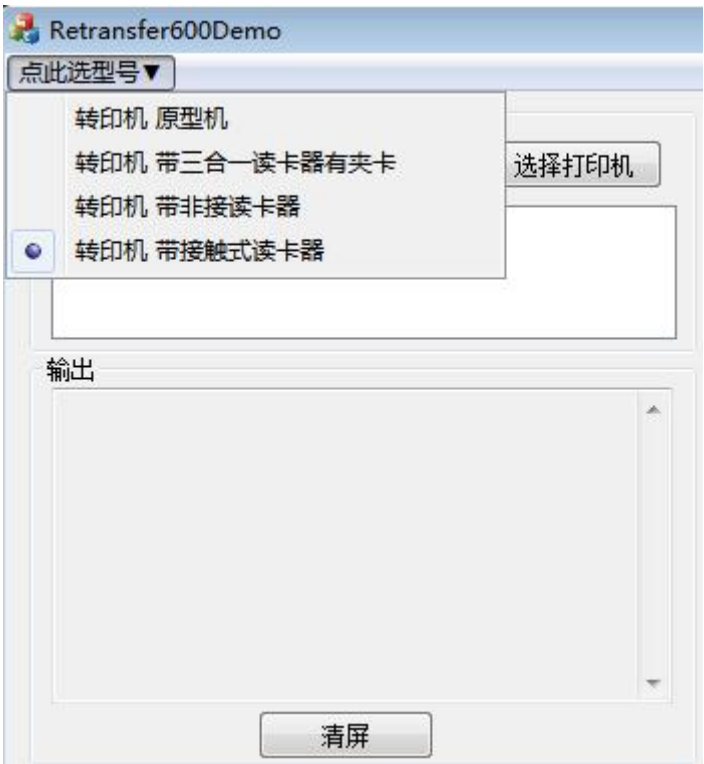 Retransfer600Demo
点此选型号▼
转印机 原型机
转印机 带三合一读卡器有夹卡
选择打印机
转印机 带非接读卡器
转印机 带接触式读卡器
输出
清屏